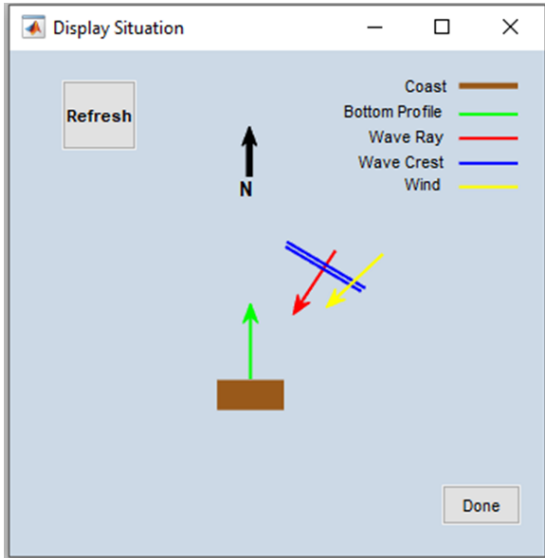 Display Situation
Refresh
Coast
Bottom Profile
Wave Ray
Wave Crest
Wind
N
Done